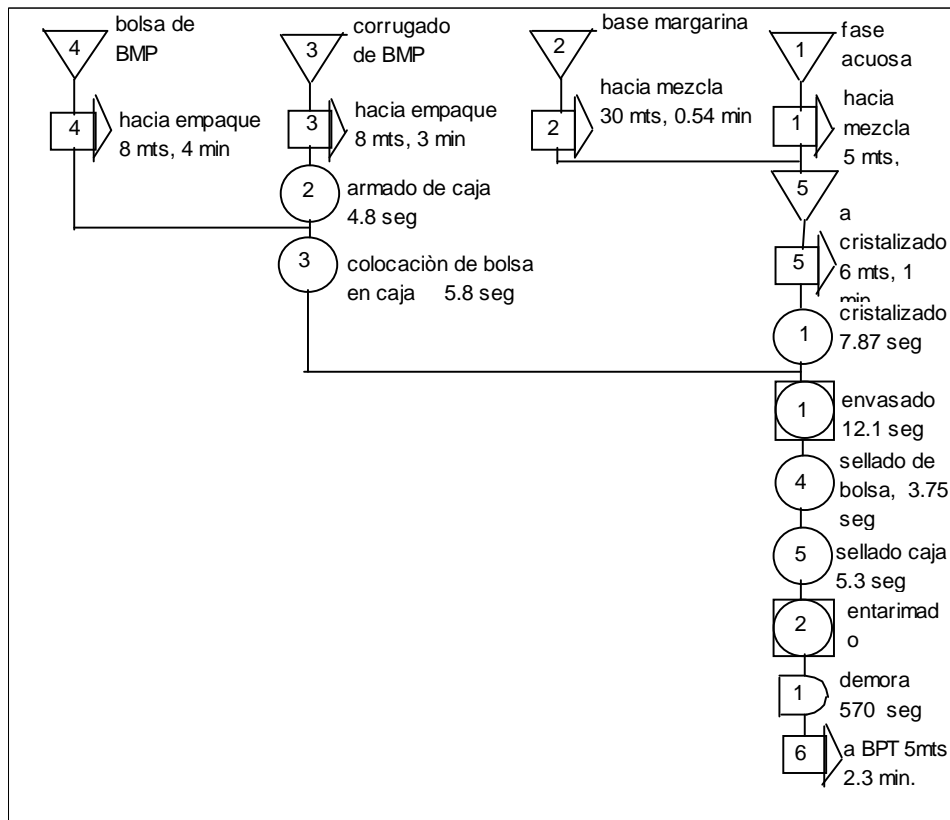 4
bolsa de
BMP
3
corrugado
de BMP
2
base margarina
1
fase
acuosa
4
hacia empaque
8 mts, 4 min
3
hacia empaque
8 mts, 3 min
2
hacia mezcla
30 mts, 0.54 min
1
hacia
mezcla
5 mts,
2
armado de caja
4.8 seg
5
a
cristalizado
6 mts, 1
min
3
colocaciòn de bolsa
en caja 5.8 seg
5
1
cristalizado
7.87 seg
1
envasado
12.1 seg
4
sellado de
bolsa, 3.75
seg
5
sellado caja
5.3 seg
2
entarimad
o
1
demora
570 seg
6
a BPT 5mts
2.3 min.